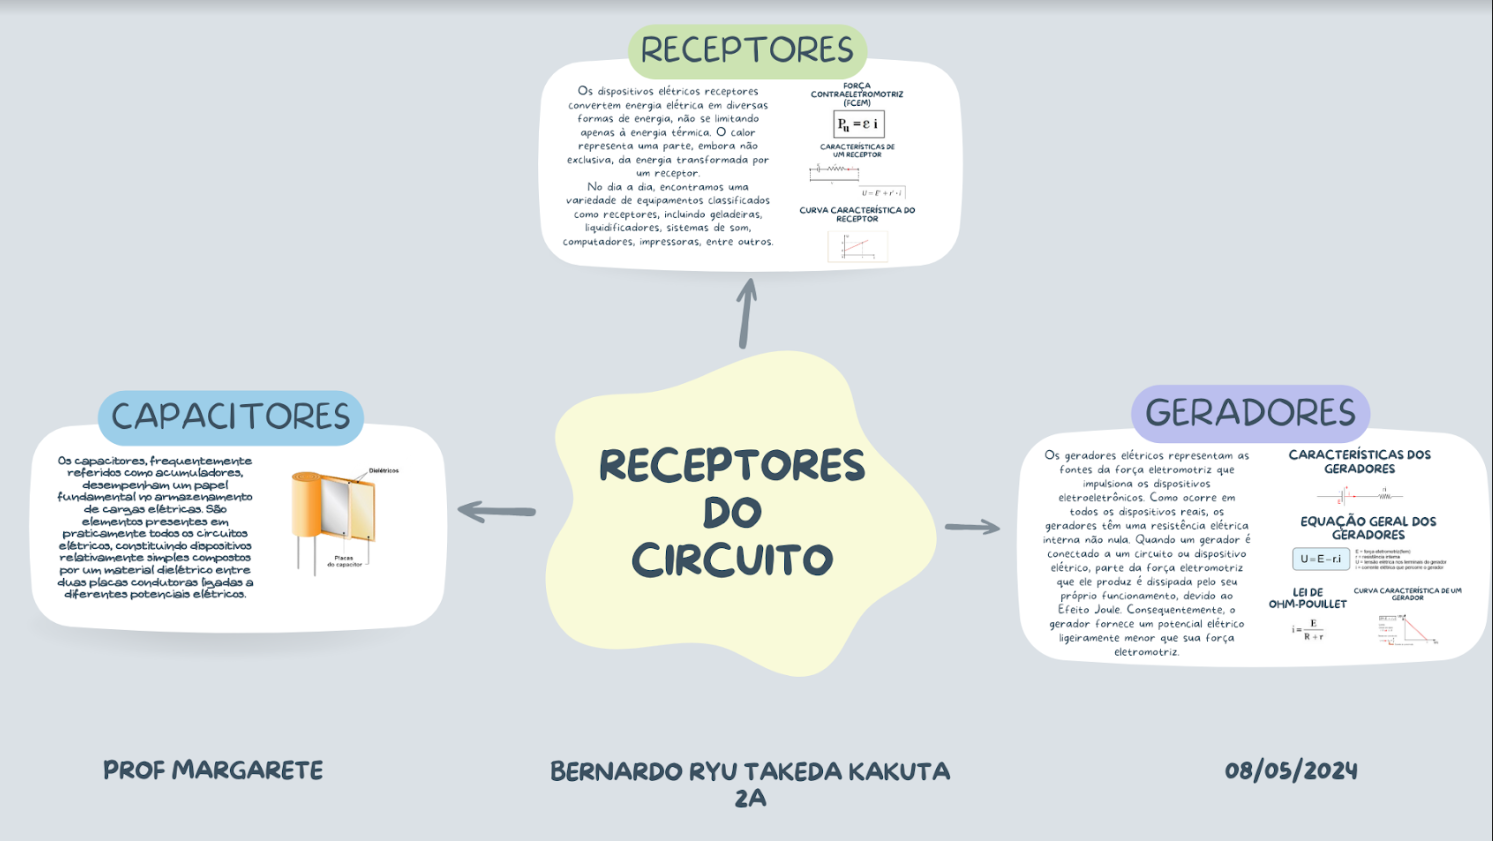 RECEPTORES
Os dispositivos elétricos receptores
convertem energia elétrica em diversas
formas de energia, não se limitando
apenas à energia térmica. O calor
representa uma parte, embora não
exclusiva, da energia transformada por
um receptor.
No dia a dia, encontramos uma
variedade de equipamentos classificados
como receptores, incluindo geladeiras,
liquidificadores, sistemas de som,
computadores, impressoras, entre outros.
FORÇA
CONTRAELETROMOTRIZ
(FCEM)
Pu = ε i
CARACTERÍSTICAS DE
UM RECEPTOR
U = E' + r' · i
CURVA CARACTERÍSTICA DO
RECEPTOR
CAPACITORES
Os capacitores, frequentemente
referidos como acumuladores,
desempenham um papel
fundamental no armazenamento
de cargas elétricas. São
elementos presentes em
praticamente todos os circuitos
elétricos, constituindo dispositivos
relativamente simples compostos
por um material dielétrico entre
duas placas condutoras ligadas a
diferentes potenciais elétricos.
Dielétricos
Placas
do capacitor
RECEPTORES
DO
CIRCUITO
GERADORES
Os geradores elétricos representam as
fontes da força eletromotriz que
impulsiona os dispositivos
eletroeletrônicos. Como ocorre em
todos os dispositivos reais, os
geradores têm uma resistência elétrica
interna não nula. Quando um gerador é
conectado a um circuito ou dispositivo
elétrico, parte da força eletromotriz
que ele produz é dissipada pelo seu
próprio funcionamento, devido ao
Efeito Joule. Consequentemente, o
gerador fornece um potencial elétrico
ligeiramente menor que sua força
eletromotriz.
CARACTERÍSTICAS DOS
GERADORES
EQUAÇÃO GERAL DOS
GERADORES
U = E – r.i
E = força eletromotriz(fem)
r = resistência interna
U = tensão elétrica nos terminais do gerador
i = corrente elétrica que percorre o gerador
LEI DE
OHM-POUILLET
i = E / R + r
CURVA CARACTERÍSTICA DE UM
GERADOR
PROF MARGARETE
BERNARDO RYU TAKEDA KAKUTA
2A
08/05/2024